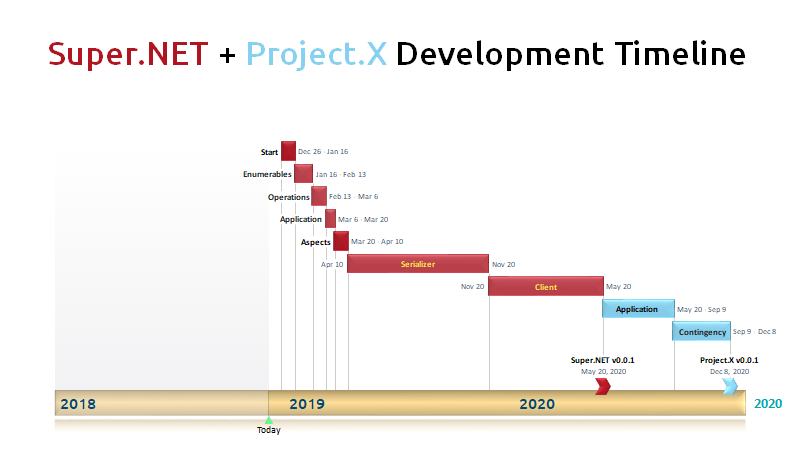 Super.NET + Project.X Development Timeline
Start Dec 26 - Jan 16
Enumerables Jan 16 - Feb 13
Operations Feb 13 - Mar 6
Application Mar 6 - Mar 20
Aspects Mar 20 - Apr 10
Apr 10 Serializer Nov 20
Nov 20 Client May 20
Application May 20 - Sep 9
Contingency Sep 9 - Dec 8
Super.NET v0.0.1 Project.X v0.0.1
May 20, 2020 Dec 8, 2020
2018 2019 2020 2020
Today